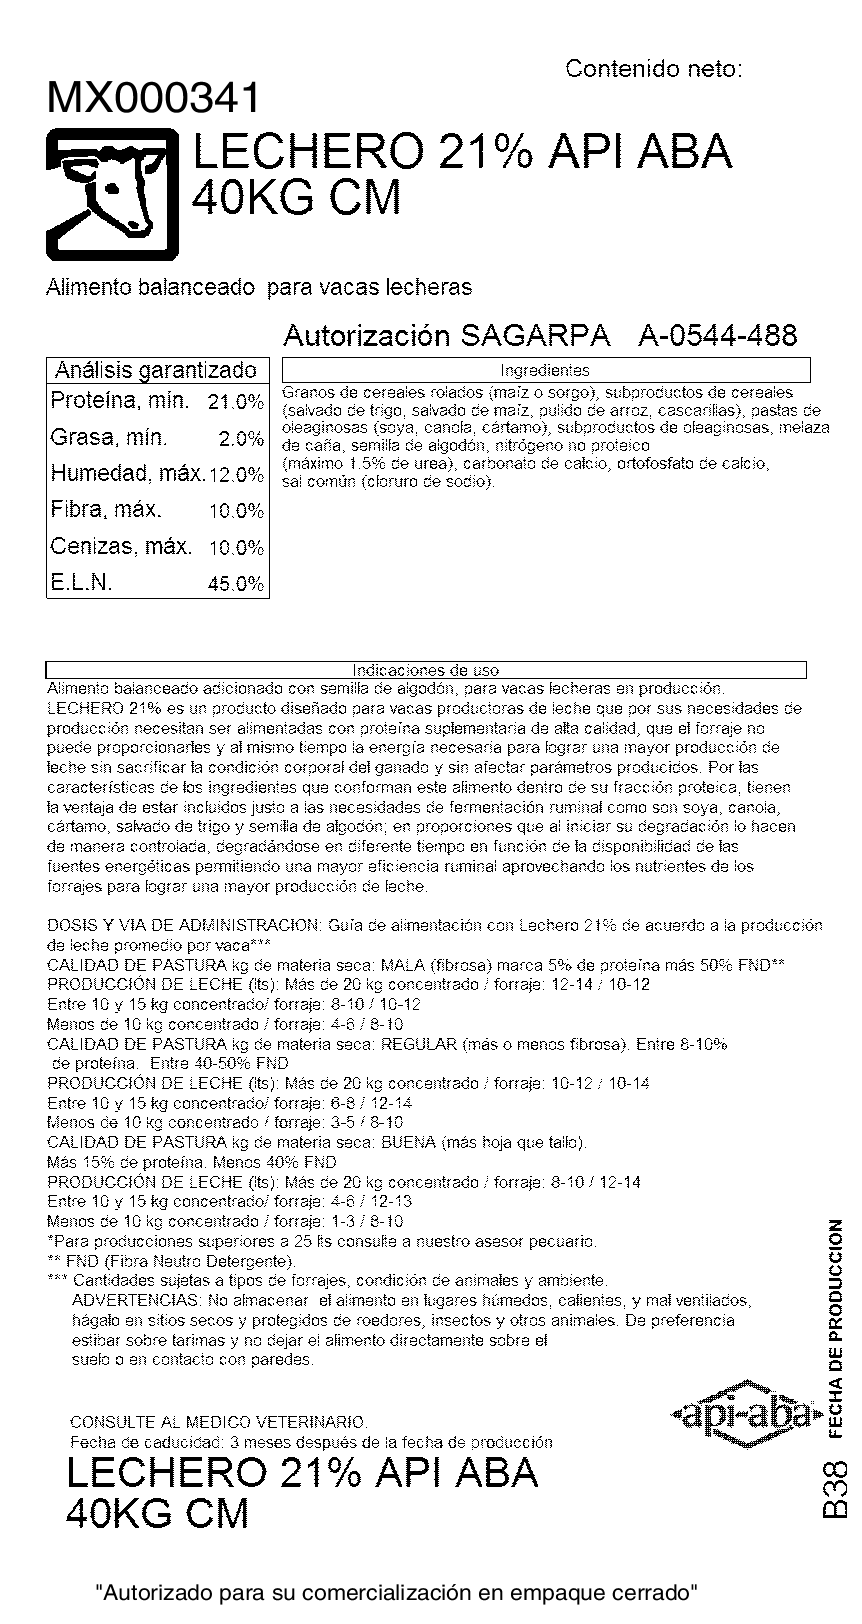 Contenido neto:
MX000341
LECHERO 21% API ABA
40KG CM
Alimento balanceado  para vacas lecheras
Autorización SAGARPA   A-0544-488
Análisis garantizado
Proteína, mín. 21.0%
Grasa, mín. 2.0%
Humedad, máx. 12.0%
Fibra, máx. 10.0%
Cenizas, máx. 10.0%
E.L.N. 45.0%
Ingredientes
Granos de cereales rolados (maíz o sorgo), subproductos de cereales
(salvado de trigo, salvado de maíz, pulido de arroz, cascarillas), pastas de
oleaginosas (soya, canola, cártamo), subproductos de oleaginosas, melaza
de caña, semilla de algodón, nitrógeno no proteico
(máximo 1.5% de urea), carbonato de calcio, ortofosfato de calcio,
sal común (cloruro de sodio).
Indicaciones de uso
Alimento balanceado adicionado con semilla de algodón, para vacas lecheras en producción.
LECHERO 21% es un producto diseñado para vacas productoras de leche que por sus necesidades de
producción necesitan ser alimentadas con proteína suplementaria de alta calidad, que el forraje no
puede proporcionarles y al mismo tiempo la energía necesaria para lograr una mayor producción de
leche sin sacrificar la condición corporal del ganado y sin afectar parámetros producidos. Por las
características de los ingredientes que conforman este alimento dentro de su fracción proteica, tienen
la ventaja de estar incluidos justo a las necesidades de fermentación ruminal como son soya, canola,
cártamo, salvado de trigo y semilla de algodón; en proporciones que al iniciar su degradación lo hacen
de manera controlada, degradándose en diferente tiempo en función de la disponibilidad de las
fuentes energéticas permitiendo una mayor eficiencia ruminal aprovechando los nutrientes de los
forrajes para lograr una mayor producción de leche.
DOSIS Y VIA DE ADMINISTRACION: Guía de alimentación con Lechero 21% de acuerdo a la producción
de leche promedio por vaca***
CALIDAD DE PASTURA kg de materia seca: MALA (fibrosa) marca 5% de proteína más 50% FND**
PRODUCCIÓN DE LECHE (lts): Más de 20 kg concentrado / forraje: 12-14 / 10-12
Entre 10 y 15 kg concentrado/ forraje: 8-10 / 10-12
Menos de 10 kg concentrado / forraje: 4-6 / 8-10
CALIDAD DE PASTURA kg de materia seca: REGULAR (más o menos fibrosa). Entre 8-10%
de proteína.  Entre 40-50% FND
PRODUCCIÓN DE LECHE (lts): Más de 20 kg concentrado / forraje: 10-12 / 10-14
Entre 10 y 15 kg concentrado/ forraje: 6-8 / 12-14
Menos de 10 kg concentrado / forraje: 3-5 / 8-10
CALIDAD DE PASTURA kg de materia seca: BUENA (más hoja que tallo).
Más 15% de proteína. Menos 40% FND
PRODUCCIÓN DE LECHE (lts): Más de 20 kg concentrado / forraje: 8-10 / 12-14
Entre 10 y 15 kg concentrado/ forraje: 4-6 / 12-13
Menos de 10 kg concentrado / forraje: 1-3 / 8-10
*Para producciones superiores a 25 lts consulte a nuestro asesor pecuario.
** FND (Fibra Neutro Detergente).
*** Cantidades sujetas a tipos de forrajes, condición de animales y ambiente.
ADVERTENCIAS: No almacenar  el alimento en lugares húmedos, calientes, y mal ventilados,
hágalo en sitios secos y protegidos de roedores, insectos y otros animales. De preferencia
estibar sobre tarimas y no dejar el alimento directamente sobre el
suelo o en contacto con paredes.
FECHA DE PRODUCCION
api-aba
CONSULTE AL MEDICO VETERINARIO.
Fecha de caducidad: 3 meses después de la fecha de producción
B38
LECHERO 21% API ABA
40KG CM
"Autorizado para su comercialización en empaque cerrado"